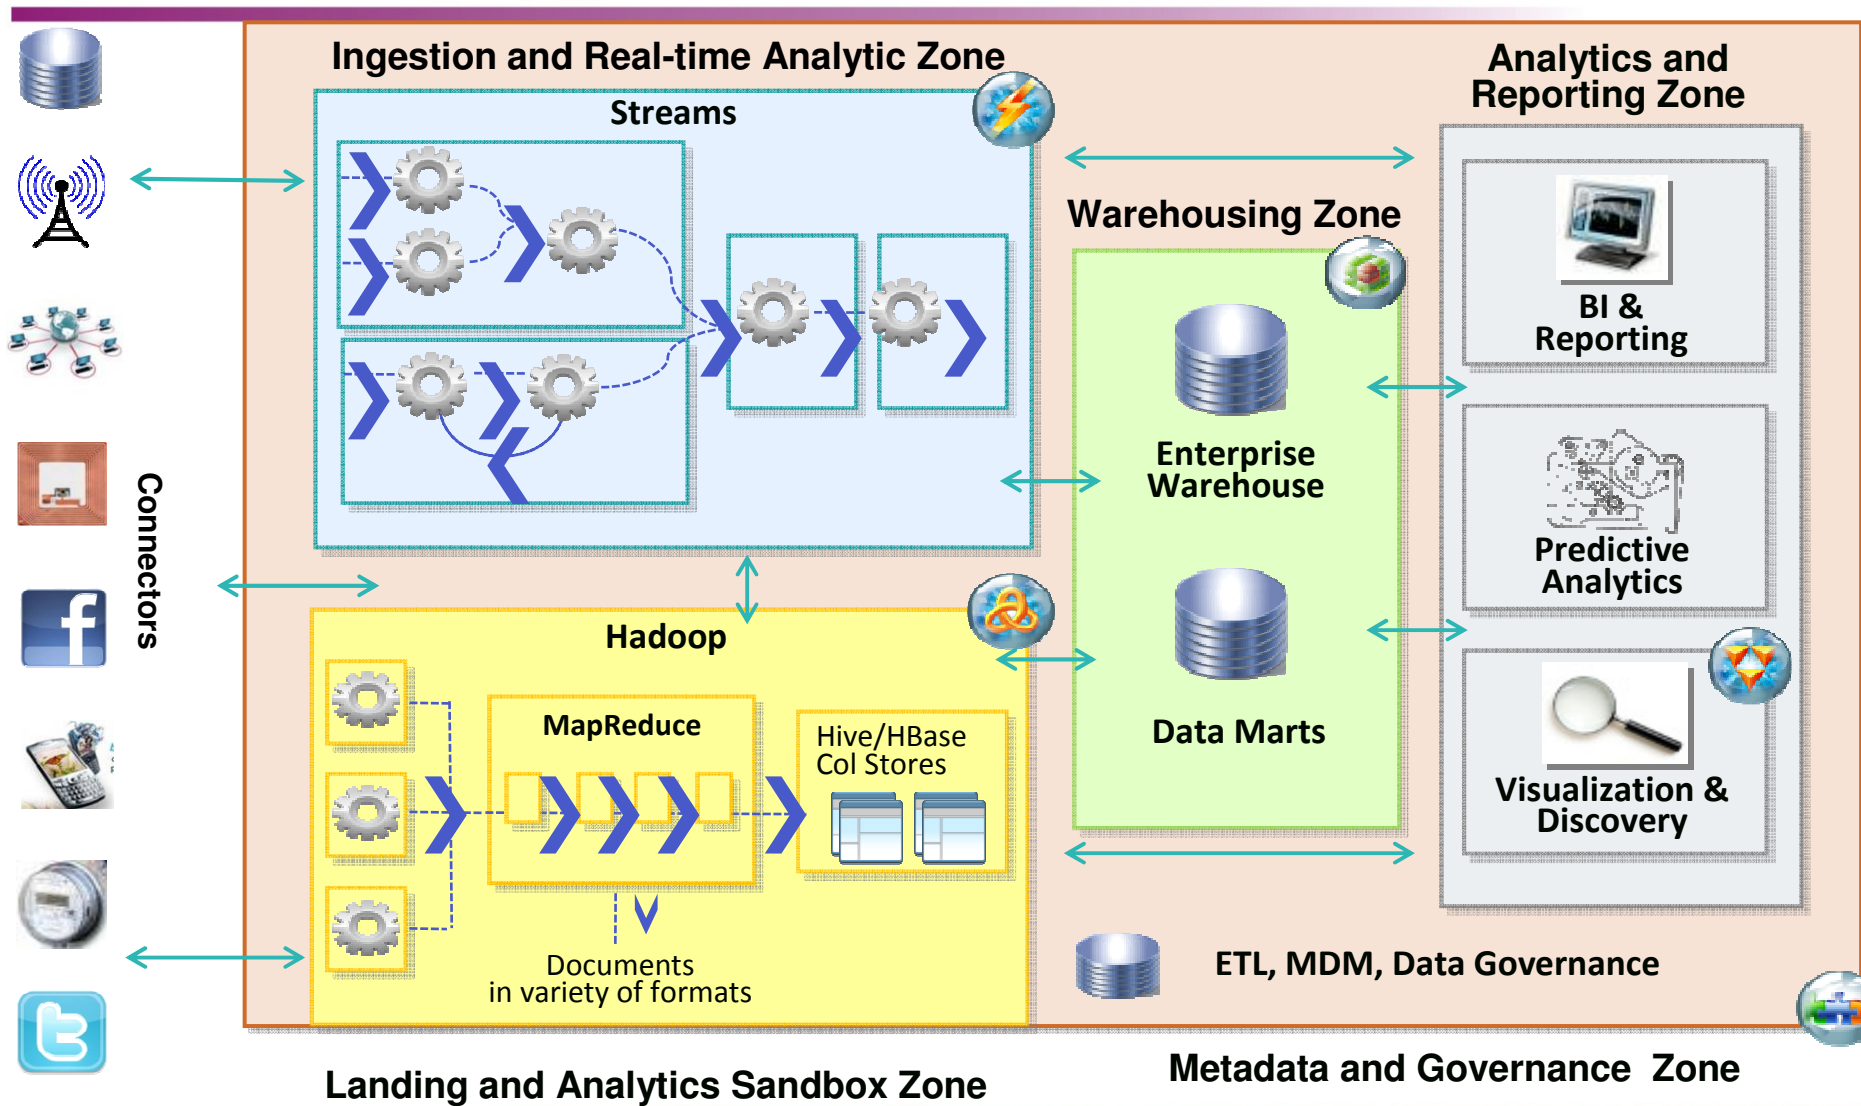 Ingestion and Real-time Analytic Zone
Streams
Analytics and
Reporting Zone
Warehousing Zone
BI &
Reporting
Enterprise
Warehouse
Predictive
Analytics
Connectors
Hadoop
MapReduce
Hive/HBase
Col Stores
Data Marts
Visualization &
Discovery
Documents
in variety of formats
ETL, MDM, Data Governance
Landing and Analytics Sandbox Zone
Metadata and Governance Zone